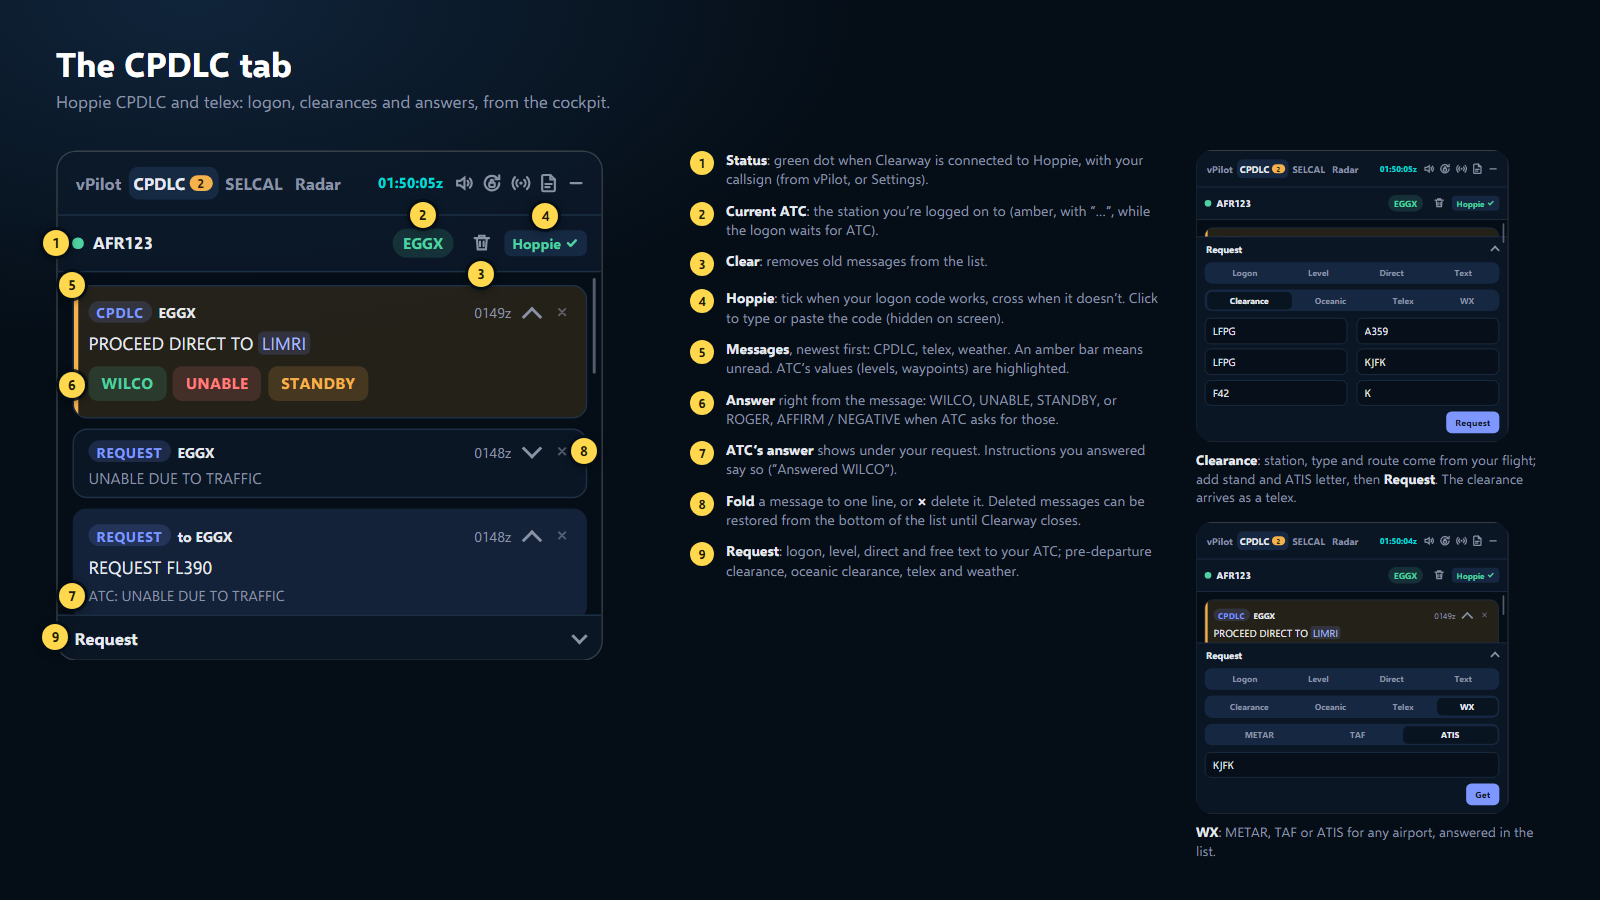 The CPDLC tab
Hoppie CPDLC and telex: logon, clearances and answers, from the cockpit.
vPilot CPDLC 2 SELCAL Radar 01:50:05z
2
4
1 AFR123 EGGX Hoppie
3
5
CPDLC EGGX 0149z
PROCEED DIRECT TO LIMRI
6 WILCO UNABLE STANDBY
REQUEST EGGX 0148z × 8
UNABLE DUE TO TRAFFIC
REQUEST to EGGX 0148z ×
REQUEST FL390
7 ATC: UNABLE DUE TO TRAFFIC
9 Request
1 Status: green dot when Clearway is connected to Hoppie, with your
callsign (from vPilot, or Settings).
2 Current ATC: the station you’re logged on to (amber, with “...”, while
the logon waits for ATC).
3 Clear: removes old messages from the list.
4 Hoppie: tick when your logon code works, cross when it doesn’t. Click
to type or paste the code (hidden on screen).
5 Messages, newest first: CPDLC, telex, weather. An amber bar means
unread. ATC’s values (levels, waypoints) are highlighted.
6 Answer right from the message: WILCO, UNABLE, STANDBY, or
ROGER, AFFIRM / NEGATIVE when ATC asks for those.
7 ATC’s answer shows under your request. Instructions you answered
say so (“Answered WILCO”).
8 Fold a message to one line, or × delete it. Deleted messages can be
restored from the bottom of the list until Clearway closes.
9 Request: logon, level, direct and free text to your ATC; pre-departure
clearance, oceanic clearance, telex and weather.
vPilot CPDLC 2 SELCAL Radar 01:50:05z
AFR123 EGGX Hoppie
Request
Logon Level Direct Text
Clearance Oceanic Telex WX
LFPG A359
LFPG KJFK
F42 K
Request
Clearance: station, type and route come from your flight;
add stand and ATIS letter, then Request. The clearance
arrives as a telex.
vPilot CPDLC 2 SELCAL Radar 01:50:04z
AFR123 EGGX Hoppie
CPDLC EGGX 0149z ×
PROCEED DIRECT TO LIMRI
Request
Logon Level Direct Text
Clearance Oceanic Telex WX
METAR TAF ATIS
KJFK
Get
WX: METAR, TAF or ATIS for any airport, answered in the
list.